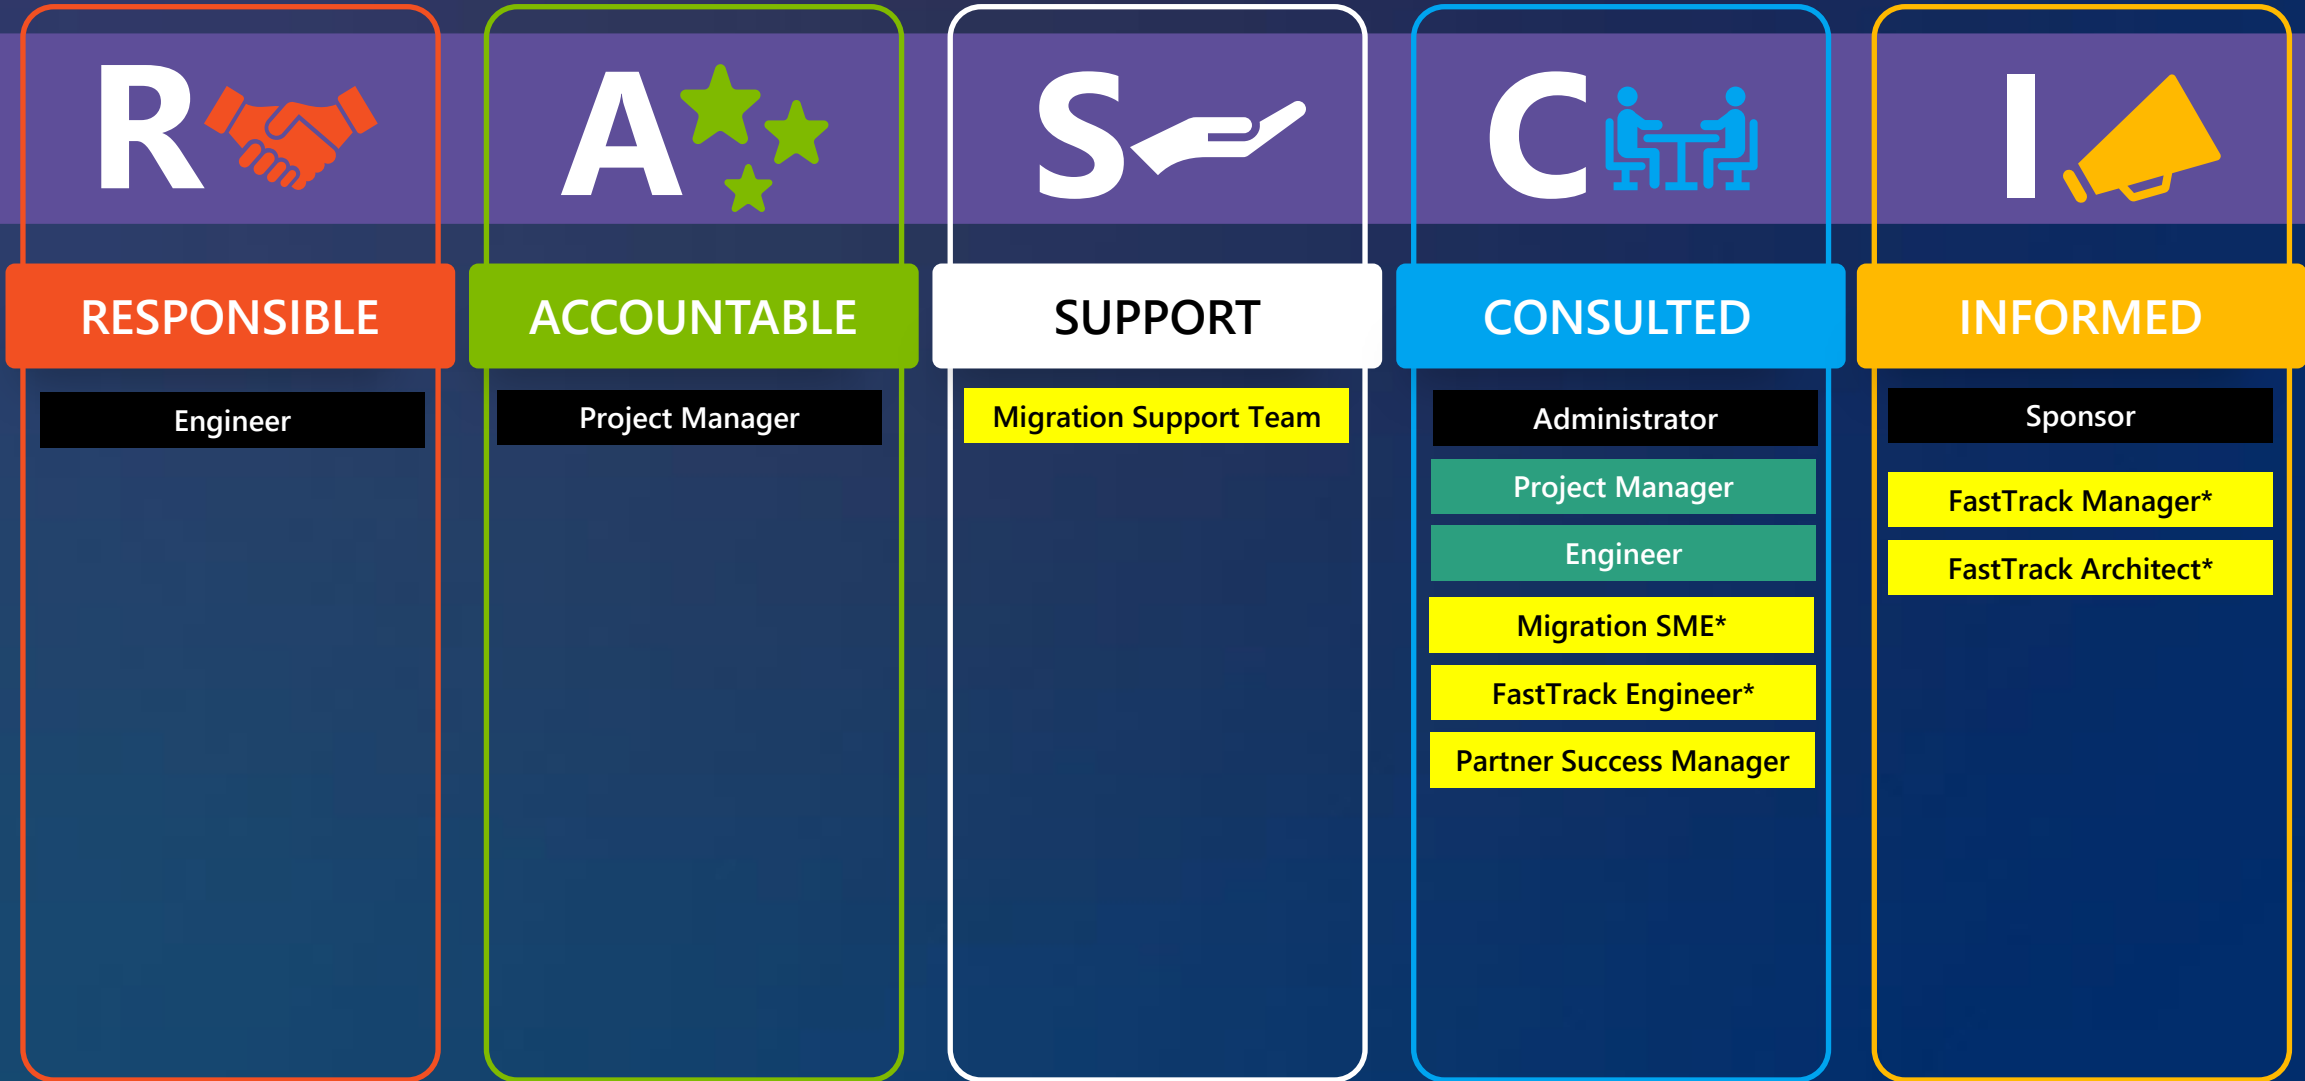 R
A
S
C
I
RESPONSIBLE
ACCOUNTABLE
SUPPORT
CONSULTED
INFORMED
Engineer
Project Manager
Migration Support Team
Administrator
Project Manager
Engineer
Migration SME*
FastTrack Engineer*
Partner Success Manager
Sponsor
FastTrack Manager*
FastTrack Architect*